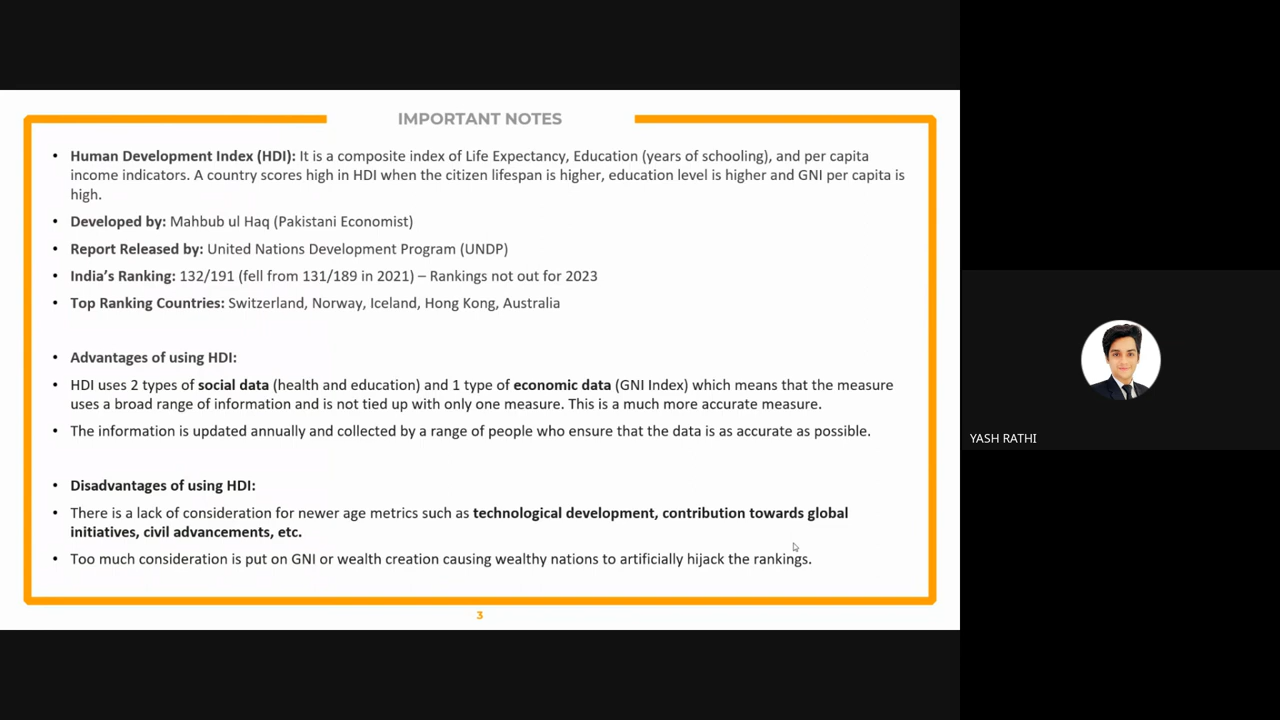 IMPORTANT NOTES
• Human Development Index (HDI): It is a composite index of Life Expectancy, Education (years of schooling), and per capita
income indicators. A country scores high in HDI when the citizen lifespan is higher, education level is higher and GNI per capita is
high.
• Developed by: Mahbub ul Haq (Pakistani Economist)
• Report Released by: United Nations Development Program (UNDP)
• India’s Ranking: 132/191 (fell from 131/189 in 2021) – Rankings not out for 2023
• Top Ranking Countries: Switzerland, Norway, Iceland, Hong Kong, Australia
• Advantages of using HDI:
• HDI uses 2 types of social data (health and education) and 1 type of economic data (GNI Index) which means that the measure
uses a broad range of information and is not tied up with only one measure. This is a much more accurate measure.
• The information is updated annually and collected by a range of people who ensure that the data is as accurate as possible.
• Disadvantages of using HDI:
• There is a lack of consideration for newer age metrics such as technological development, contribution towards global
initiatives, civil advancements, etc.
• Too much consideration is put on GNI or wealth creation causing wealthy nations to artificially hijack the rankings.
3
YASH RATHI